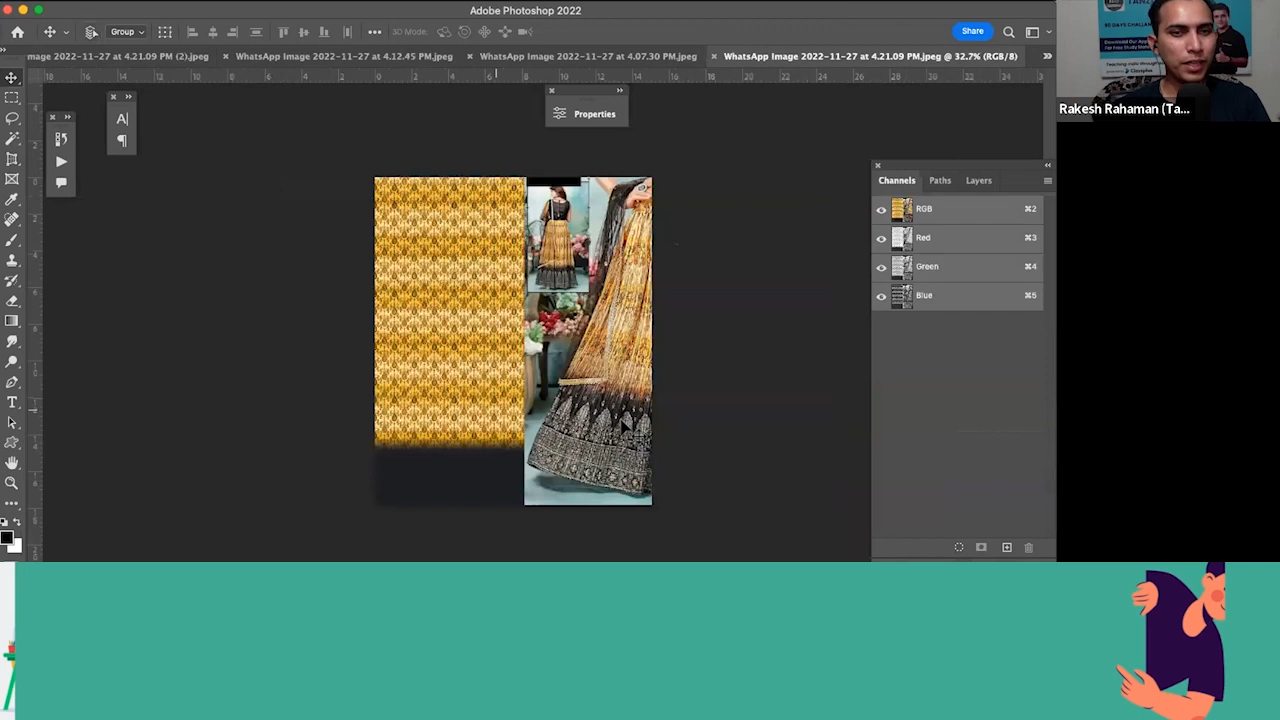 Adobe Photoshop 2022
Group
3D Mode:
Share
mage 2022-11-27 at 4.21.09 PM (2).jpeg
WhatsApp Image 2022-11-27 at 4.12.45 PM.jpeg
WhatsApp Image 2022-11-27 at 4.07.30 PM.jpeg
WhatsApp Image 2022-11-27 at 4.21.09 PM.jpeg @ 32.7% (RGB/8)
Properties
Channels Paths Layers
RGB ⌘2
Red ⌘3
Green ⌘4
Blue ⌘5
Rakesh Rahaman (Ta...